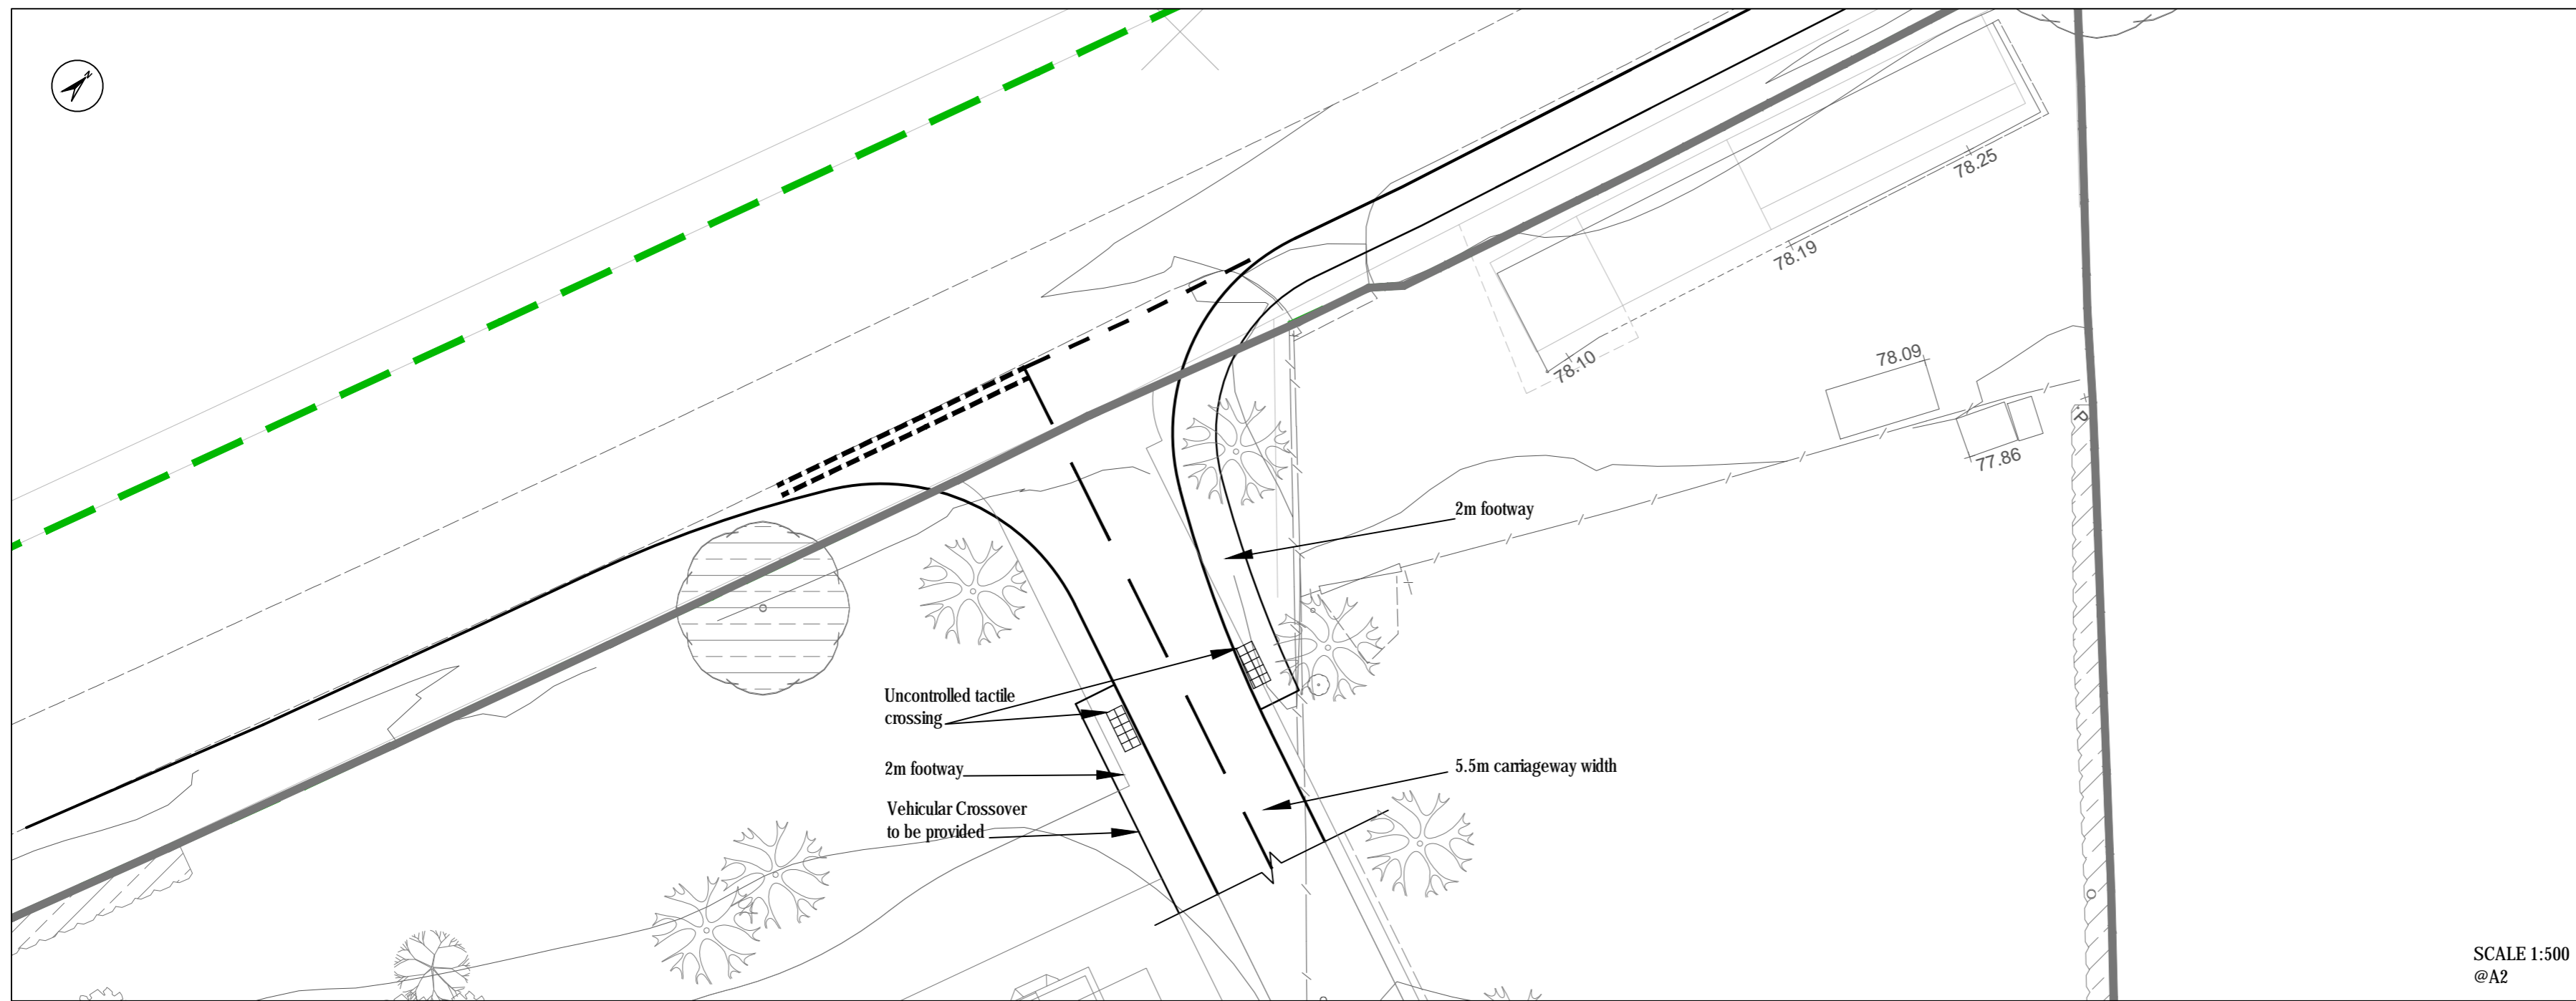 N
78.25
78.19
78.10
78.09
P
77.86
2m footway
Uncontrolled tactile
crossing
2m footway
5.5m carriageway width
Vehicular Crossover
to be provided
SCALE 1:500
@A2